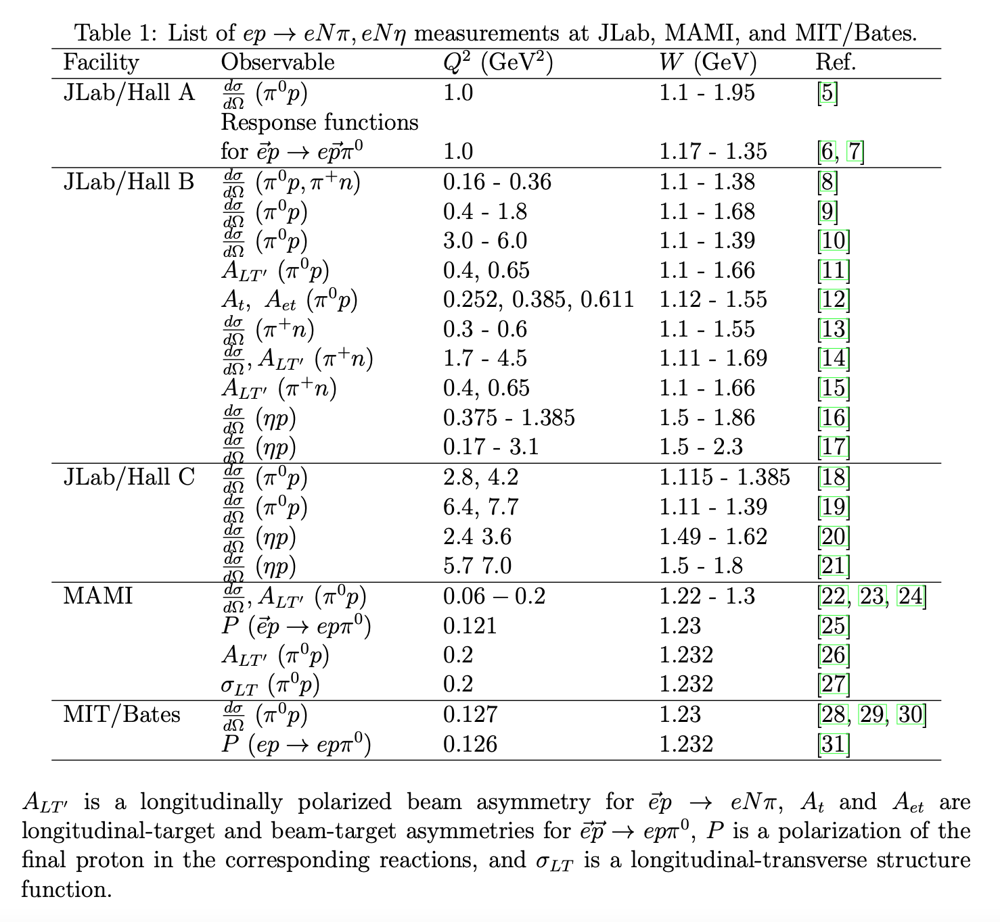 Table 1: List of ep → eNπ, eNη measurements at JLab, MAMI, and MIT/Bates.
Facility Observable Q² (GeV²) W (GeV) Ref.
JLab/Hall A dσ/dΩ (π⁰p) 1.0 1.1 - 1.95 [5]
Response functions
for e⃗p → ep⃗π⁰ 1.0 1.17 - 1.35 [6, 7]
JLab/Hall B dσ/dΩ (π⁰p, π⁺n) 0.16 - 0.36 1.1 - 1.38 [8]
dσ/dΩ (π⁰p) 0.4 - 1.8 1.1 - 1.68 [9]
dσ/dΩ (π⁰p) 3.0 - 6.0 1.1 - 1.39 [10]
A_LT′ (π⁰p) 0.4, 0.65 1.1 - 1.66 [11]
A_t, A_et (π⁰p) 0.252, 0.385, 0.611 1.12 - 1.55 [12]
dσ/dΩ (π⁺n) 0.3 - 0.6 1.1 - 1.55 [13]
dσ/dΩ, A_LT′ (π⁺n) 1.7 - 4.5 1.11 - 1.69 [14]
A_LT′ (π⁺n) 0.4, 0.65 1.1 - 1.66 [15]
dσ/dΩ (ηp) 0.375 - 1.385 1.5 - 1.86 [16]
dσ/dΩ (ηp) 0.17 - 3.1 1.5 - 2.3 [17]
JLab/Hall C dσ/dΩ (π⁰p) 2.8, 4.2 1.115 - 1.385 [18]
dσ/dΩ (π⁰p) 6.4, 7.7 1.11 - 1.39 [19]
dσ/dΩ (ηp) 2.4 3.6 1.49 - 1.62 [20]
dσ/dΩ (ηp) 5.7 7.0 1.5 - 1.8 [21]
MAMI dσ/dΩ, A_LT′ (π⁰p) 0.06 − 0.2 1.22 - 1.3 [22, 23, 24]
P (e⃗p → epπ⁰) 0.121 1.23 [25]
A_LT′ (π⁰p) 0.2 1.232 [26]
σ_LT (π⁰p) 0.2 1.232 [27]
MIT/Bates dσ/dΩ (π⁰p) 0.127 1.23 [28, 29, 30]
P (ep → epπ⁰) 0.126 1.232 [31]
A_LT′ is a longitudinally polarized beam asymmetry for e⃗p → eNπ, A_t and A_et are
longitudinal-target and beam-target asymmetries for e⃗p⃗ → epπ⁰, P is a polarization of the
final proton in the corresponding reactions, and σ_LT is a longitudinal-transverse structure
function.